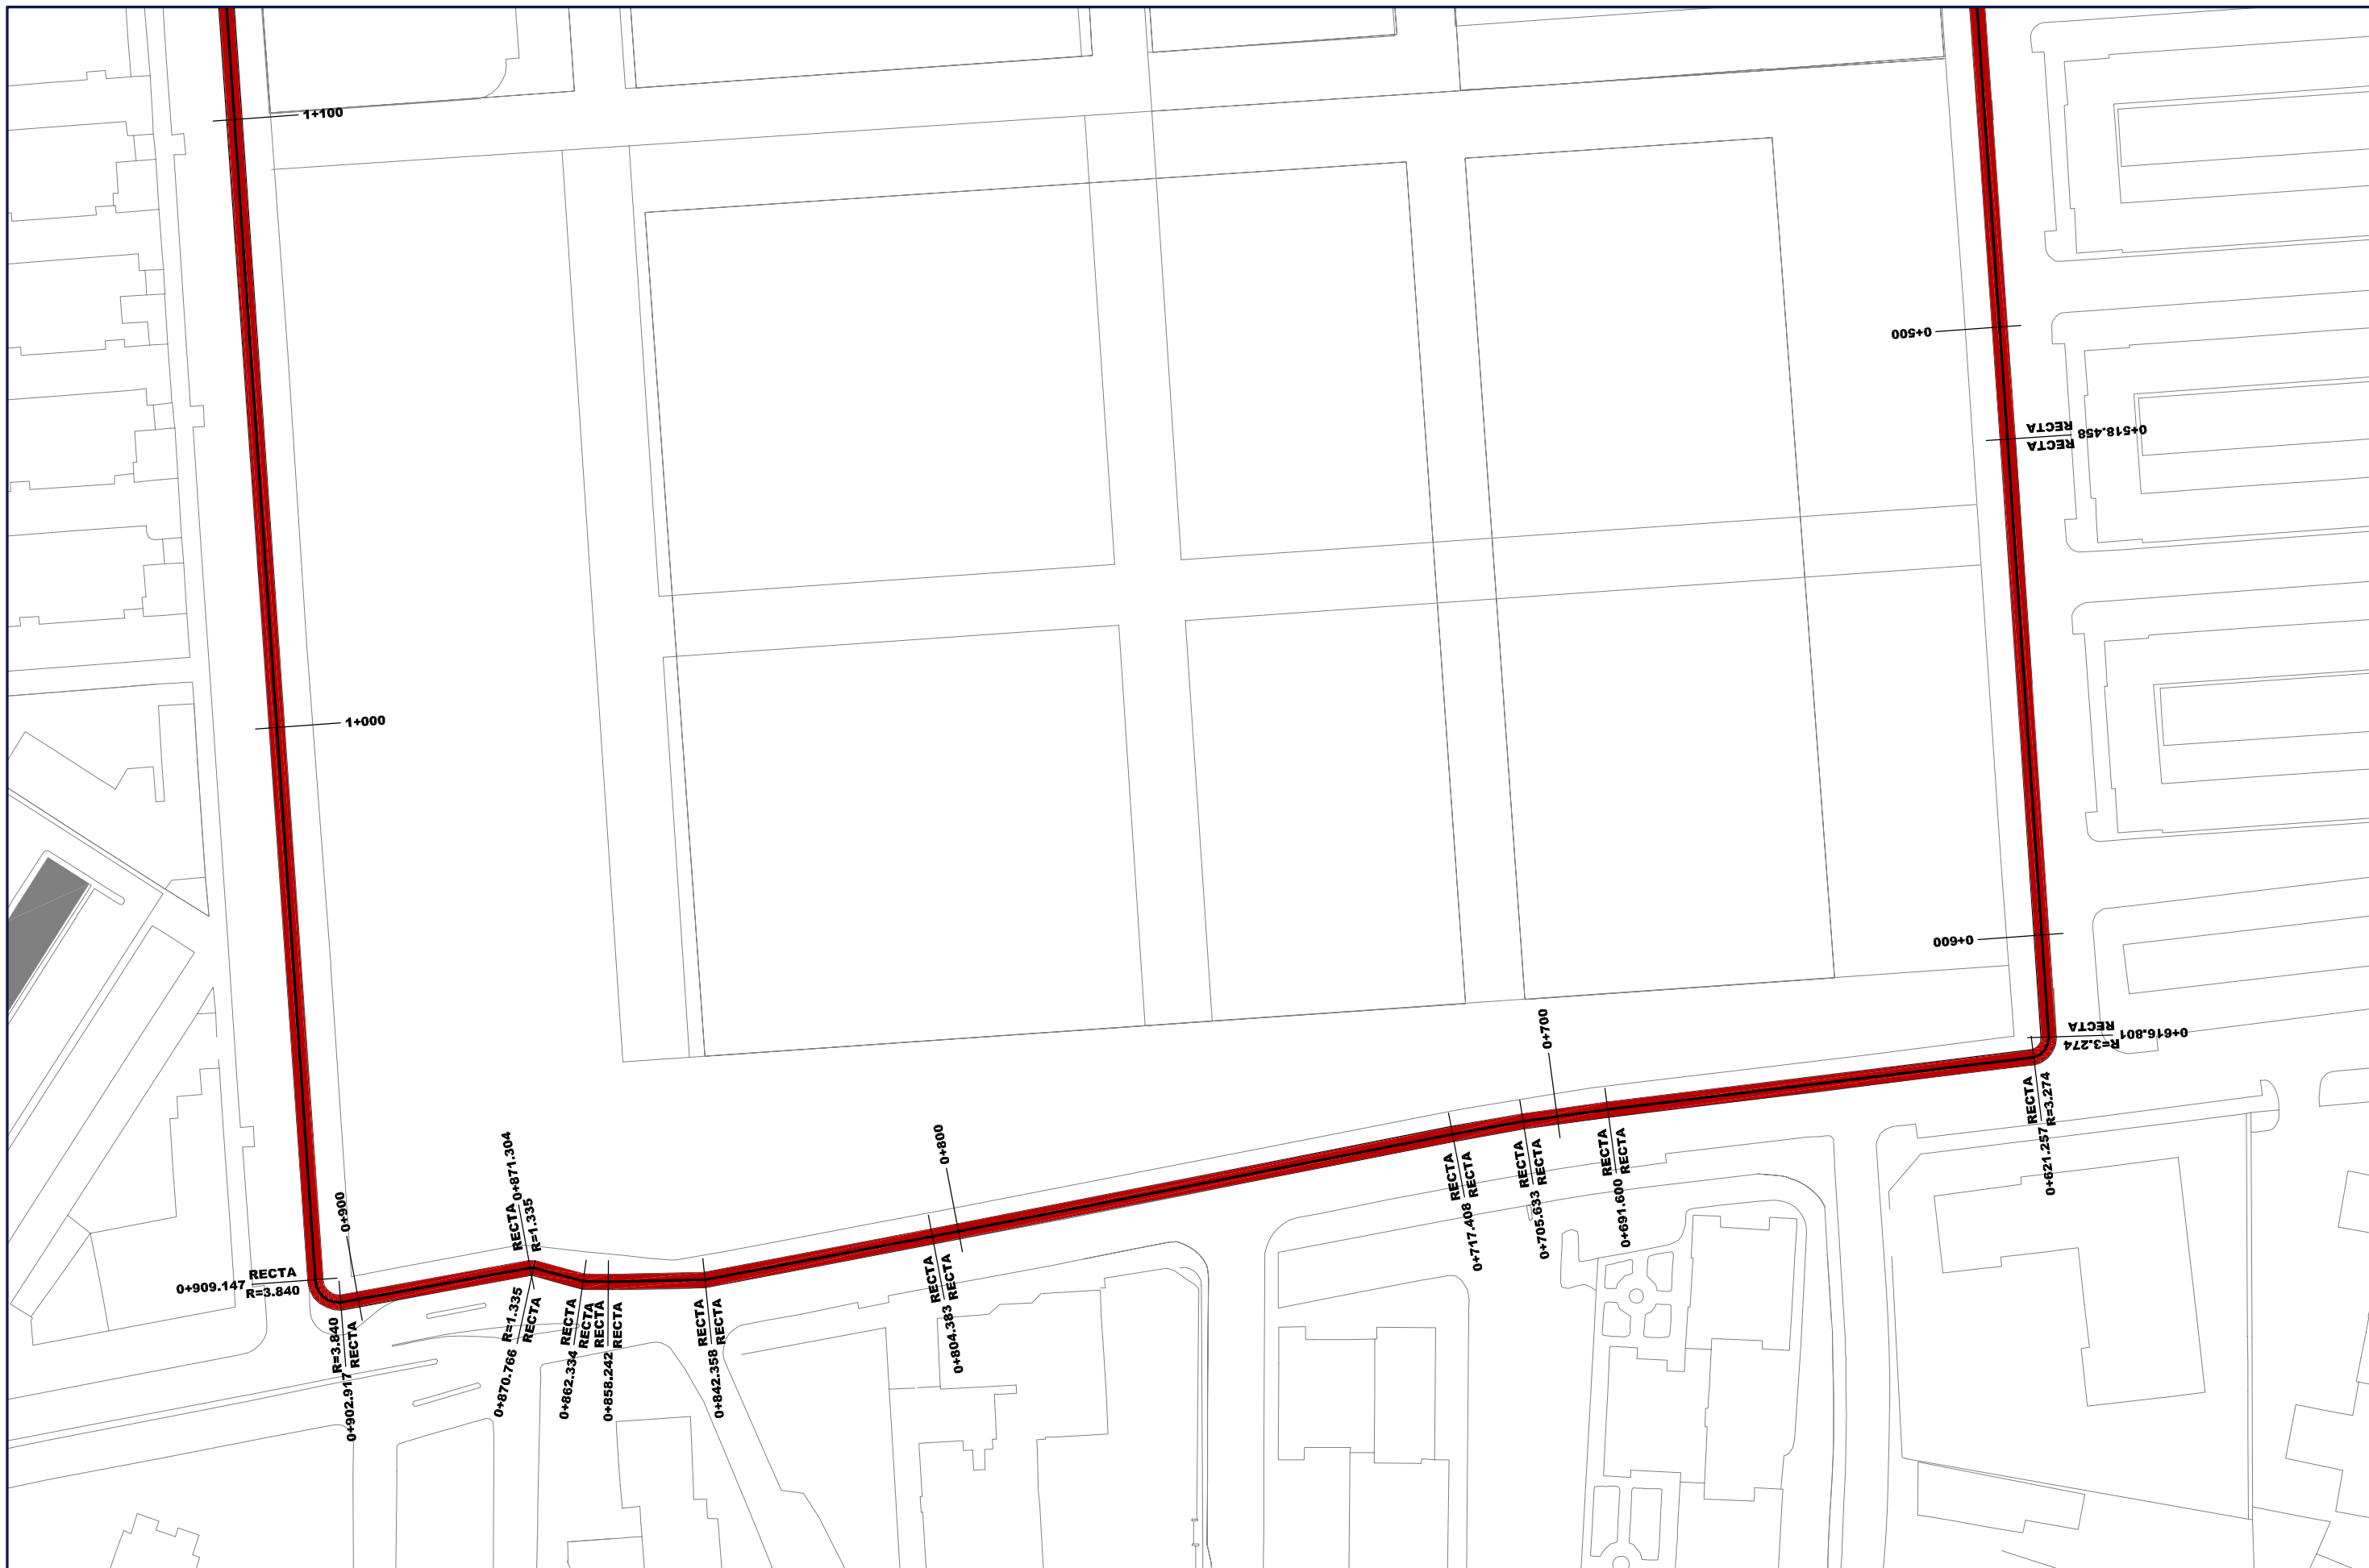 1+100
0+500
RECTA
RECTA
0+518.458
1+000
0+600
RECTA
R=3.274
0+616.801
0+700
RECTA
R=3.274
0+621.257
RECTA
RECTA
0+691.600
RECTA
RECTA
0+705.633
RECTA
RECTA
0+717.408
0+800
RECTA
RECTA
0+804.383
RECTA
RECTA
0+842.358
RECTA
RECTA
0+858.242
RECTA
RECTA
0+862.334
R=1.335
RECTA
0+870.766
RECTA
R=1.335
0+871.304
0+900
R=3.840
RECTA
0+902.917
RECTA
R=3.840
0+909.147